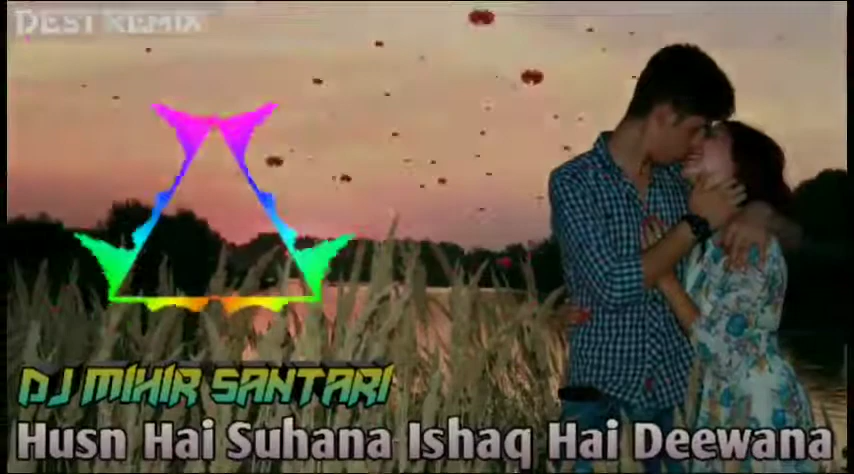 DESI REMIX
DJ MIHIR SANTARI
Husn Hai Suhana Ishaq Hai Deewana